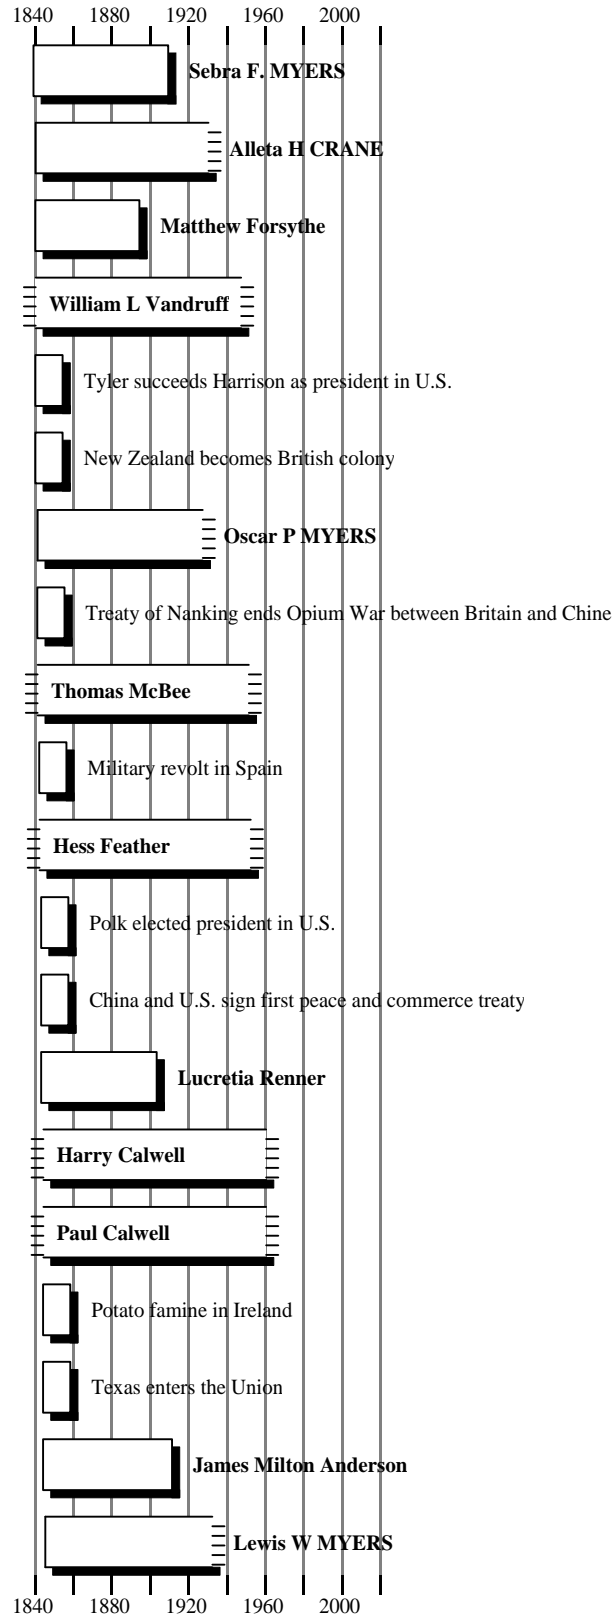 1840 1880 1920 1960 2000
Sebra F. MYERS
Alleta H CRANE
Matthew Forsythe
William L Vandruff
Tyler succeeds Harrison as president in U.S.
New Zealand becomes British colony
Oscar P MYERS
Treaty of Nanking ends Opium War between Britain and Chine
Thomas McBee
Military revolt in Spain
Hess Feather
Polk elected president in U.S.
China and U.S. sign first peace and commerce treaty
Lucretia Renner
Harry Calwell
Paul Calwell
Potato famine in Ireland
Texas enters the Union
James Milton Anderson
Lewis W MYERS
1840 1880 1920 1960 2000